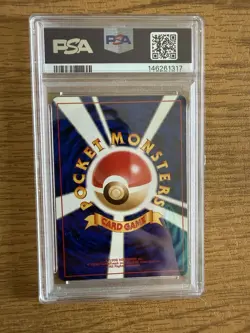 PSA
PSA
146261317
POCKET MONSTERS
CARD GAME